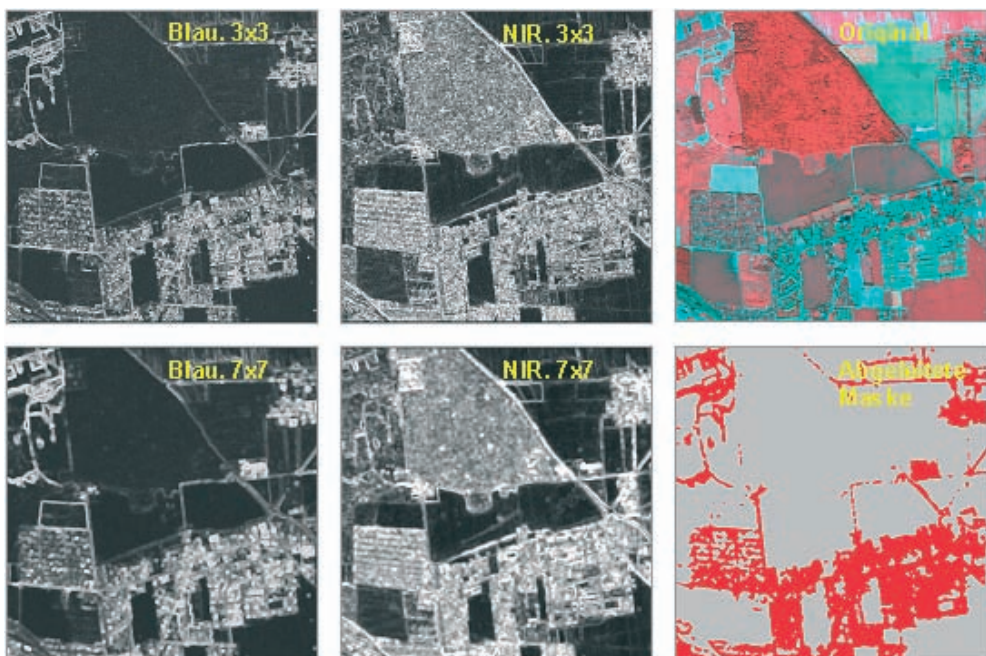 Blau. 3x3
NIR. 3x3
Original
Blau. 7x7
NIR. 7x7
Abgeleitete
Maske